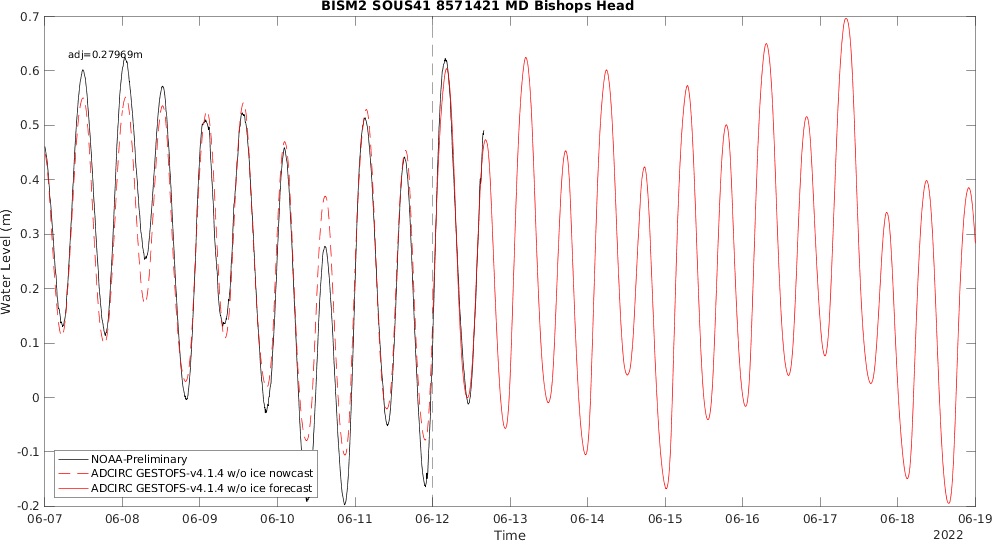 BISM2 SOUS41 8571421 MD Bishops Head
adj=0.27969m
0.7
0.6
0.5
0.4
0.3
0.2
0.1
0
-0.1
-0.2
Water Level (m)
NOAA-Preliminary
ADCIRC GESTOFS-v4.1.4 w/o ice nowcast
ADCIRC GESTOFS-v4.1.4 w/o ice forecast
06-07 06-08 06-09 06-10 06-11 06-12 06-13 06-14 06-15 06-16 06-17 06-18 06-19
Time
2022